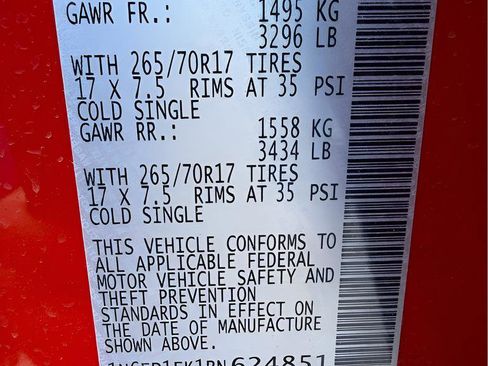 GAWR FR.: 1495 KG
3296 LB
WITH 265/70R17 TIRES
17 X 7.5 RIMS AT 35 PSI
COLD SINGLE
GAWR RR.: 1558 KG
3434 LB
WITH 265/70R17 TIRES
17 X 7.5 RIMS AT 35 PSI
COLD SINGLE
THIS VEHICLE CONFORMS TO
ALL APPLICABLE FEDERAL
MOTOR VEHICLE SAFETY AND
THEFT PREVENTION
STANDARDS IN EFFECT ON
THE DATE OF MANUFACTURE
SHOWN ABOVE.
624851